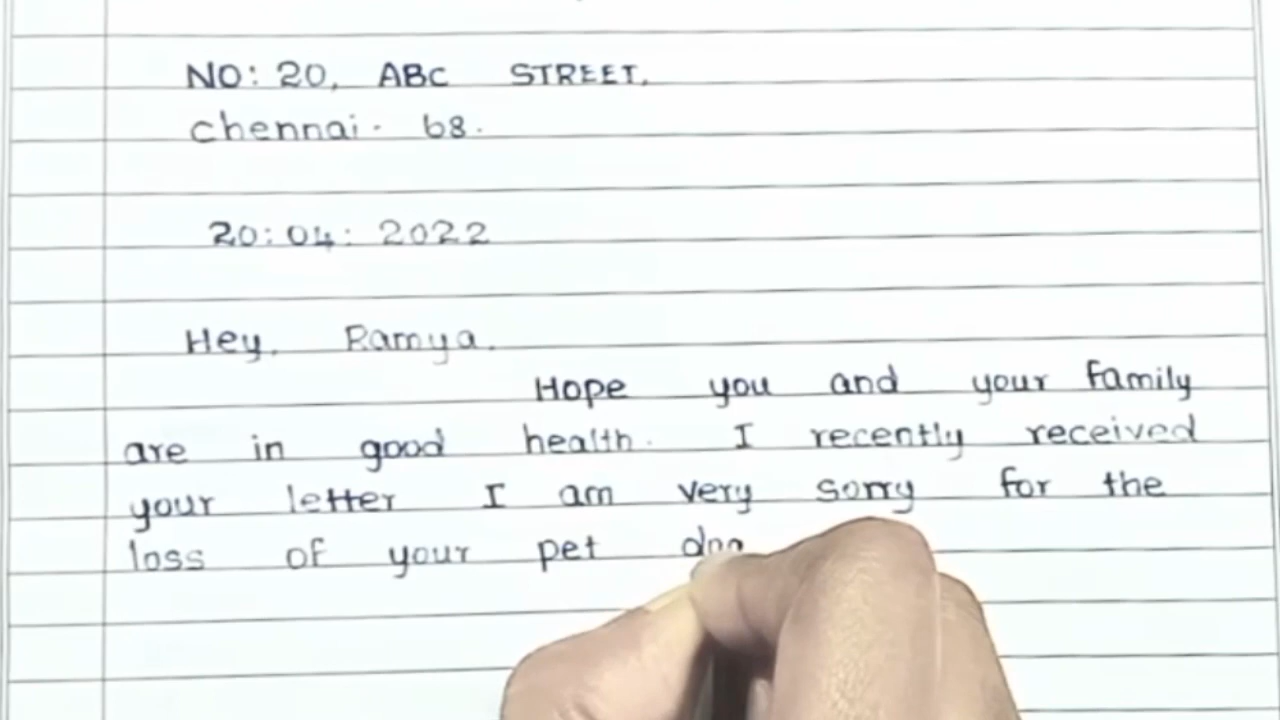 NO: 20, ABC STREET.
Chennai - 68.
20:04: 2022
Hey, Ramya.
Hope you and your family
are in good health. I recently received
your letter I am very sorry for the
loss of your pet dog